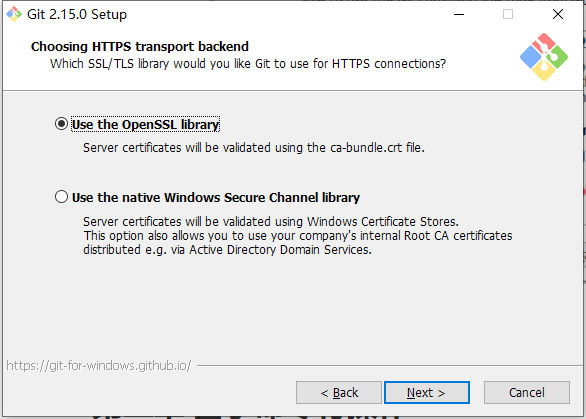 Git 2.15.0 Setup
Choosing HTTPS transport backend
Which SSL/TLS library would you like Git to use for HTTPS connections?
Use the OpenSSL library
Server certificates will be validated using the ca-bundle.crt file.
Use the native Windows Secure Channel library
Server certificates will be validated using Windows Certificate Stores.
This option also allows you to use your company's internal Root CA certificates
distributed e.g. via Active Directory Domain Services.
https://git-for-windows.github.io/
< Back
Next >
Cancel